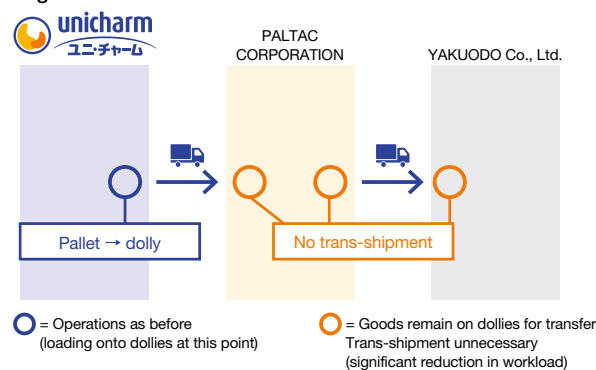 unicharm
ユニ・チャーム
PALTAC
CORPORATION
YAKUODO Co., Ltd.
Pallet → dolly
No trans-shipment
= Operations as before
(loading onto dollies at this point)
= Goods remain on dollies for transfer
Trans-shipment unnecessary
(significant reduction in workload)